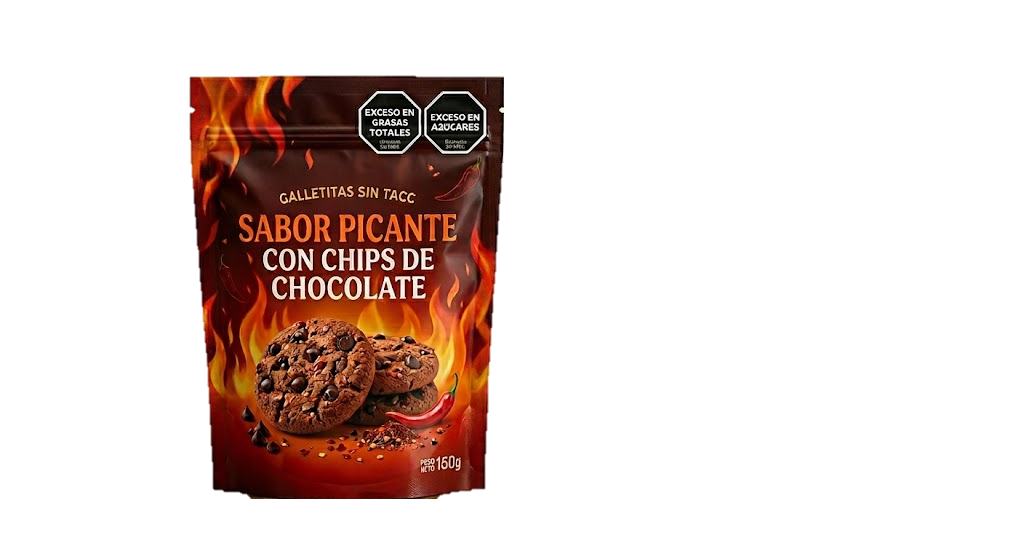 EXCESO EN
GRASAS
TOTALES
EXCESO EN
AZÚCARES
GALLETITAS SIN TACC
SABOR PICANTE
CON CHIPS DE
CHOCOLATE
PESO
NETO 160g